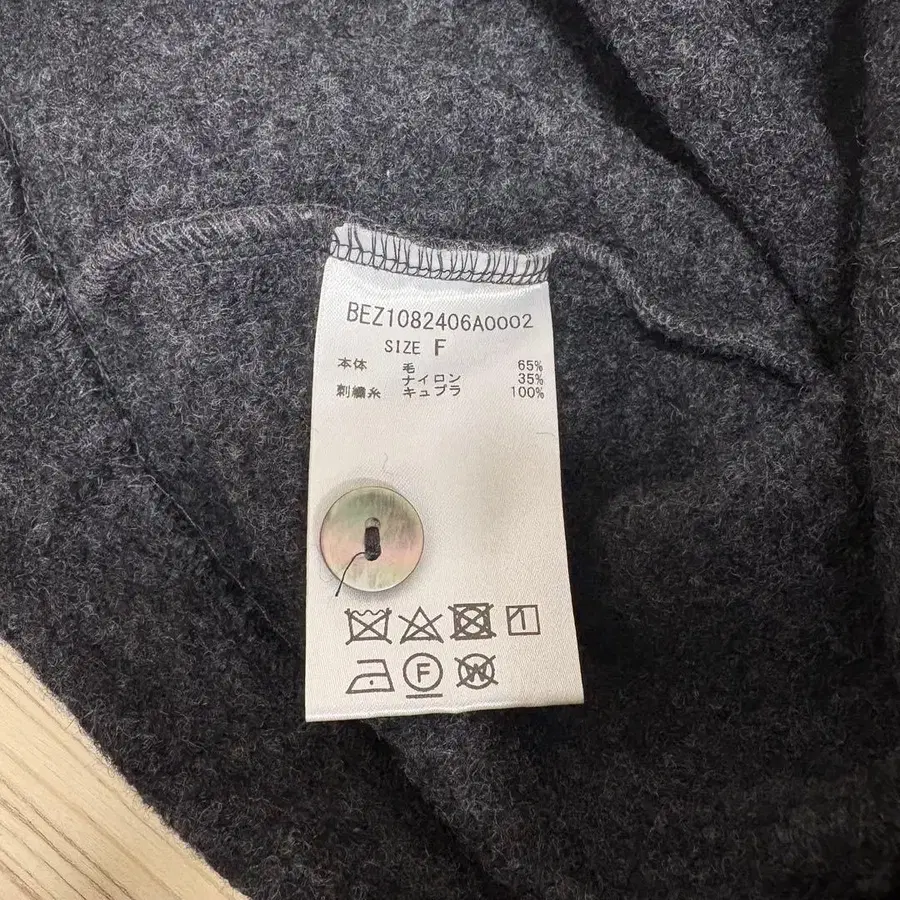 BEZ1082406A0002
SIZE F
本体 毛 65%
ナイロン 35%
刺繍糸 キュプラ 100%
F
W